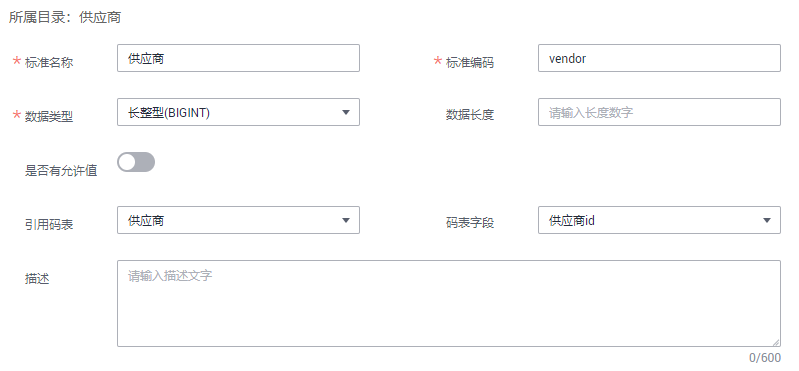 所属目录：供应商
* 标准名称 供应商 * 标准编码 vendor
* 数据类型 长整型(BIGINT) 数据长度 请输入长度数字
是否有允许值
引用码表 供应商 码表字段 供应商id
描述 请输入描述文字
0/600